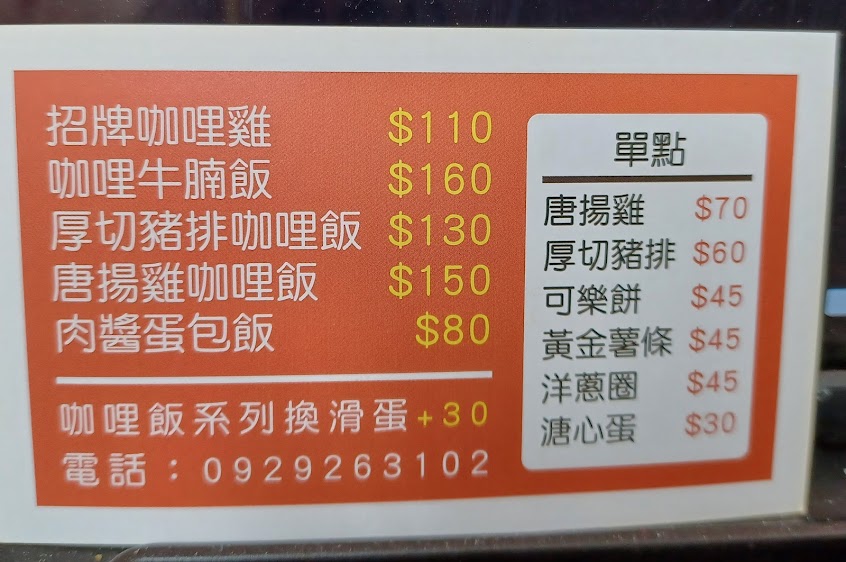 招牌咖哩雞 $110
咖哩牛腩飯 $160
厚切豬排咖哩飯 $130
唐揚雞咖哩飯 $150
肉醬蛋包飯 $80
咖哩飯系列換滑蛋+30
電話：0929263102
單點
唐揚雞 $70
厚切豬排 $60
可樂餅 $45
黃金薯條 $45
洋蔥圈 $45
溏心蛋 $30